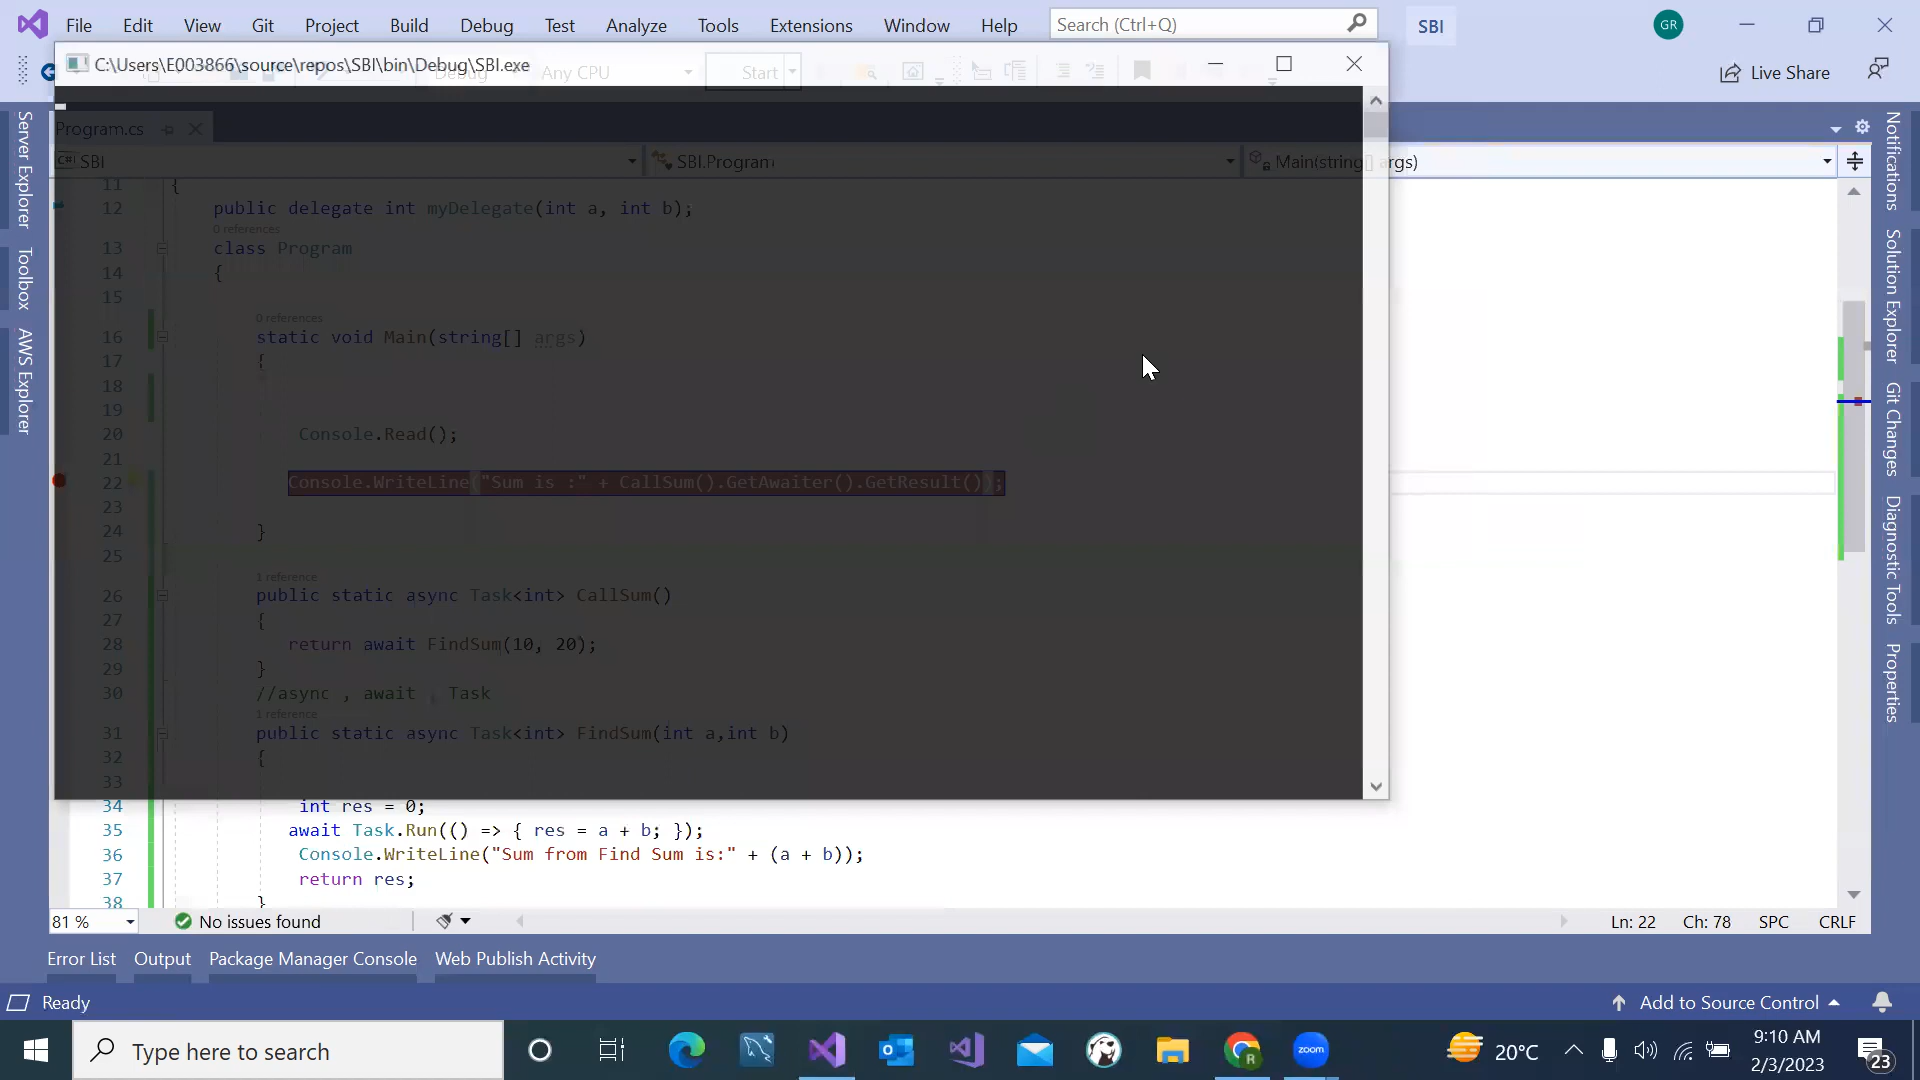 File Edit View Git Project Build Debug Test Analyze Tools Extensions Window Help Search (Ctrl+Q) SBI GR
C:\Users\E003866\source\repos\SBI\bin\Debug\SBI.exe
Debug Any CPU Start Live Share
Program.cs
SBI SBI.Program Main(string[] args)
11 {
12 public delegate int myDelegate(int a, int b);
0 references
13 class Program
14 {
15
0 references
16 static void Main(string[] args)
17 {
18
19
20 Console.Read();
21
22 Console.WriteLine("Sum is :" + CallSum().GetAwaiter().GetResult());
23
24 }
25
1 reference
26 public static async Task<int> CallSum()
27 {
28 return await FindSum(10, 20);
29 }
30 //async , await , Task
1 reference
31 public static async Task<int> FindSum(int a,int b)
32 {
33
34 int res = 0;
35 await Task.Run(() => { res = a + b; });
36 Console.WriteLine("Sum from Find Sum is:" + (a + b));
37 return res;
38 }
Server Explorer
Toolbox
AWS Explorer
Notifications
Solution Explorer
Git Changes
Diagnostic Tools
Properties
81 % No issues found Ln: 22 Ch: 78 SPC CRLF
Error List Output Package Manager Console Web Publish Activity
Ready Add to Source Control
Type here to search zoom R 20°C 9:10 AM
2/3/2023 23